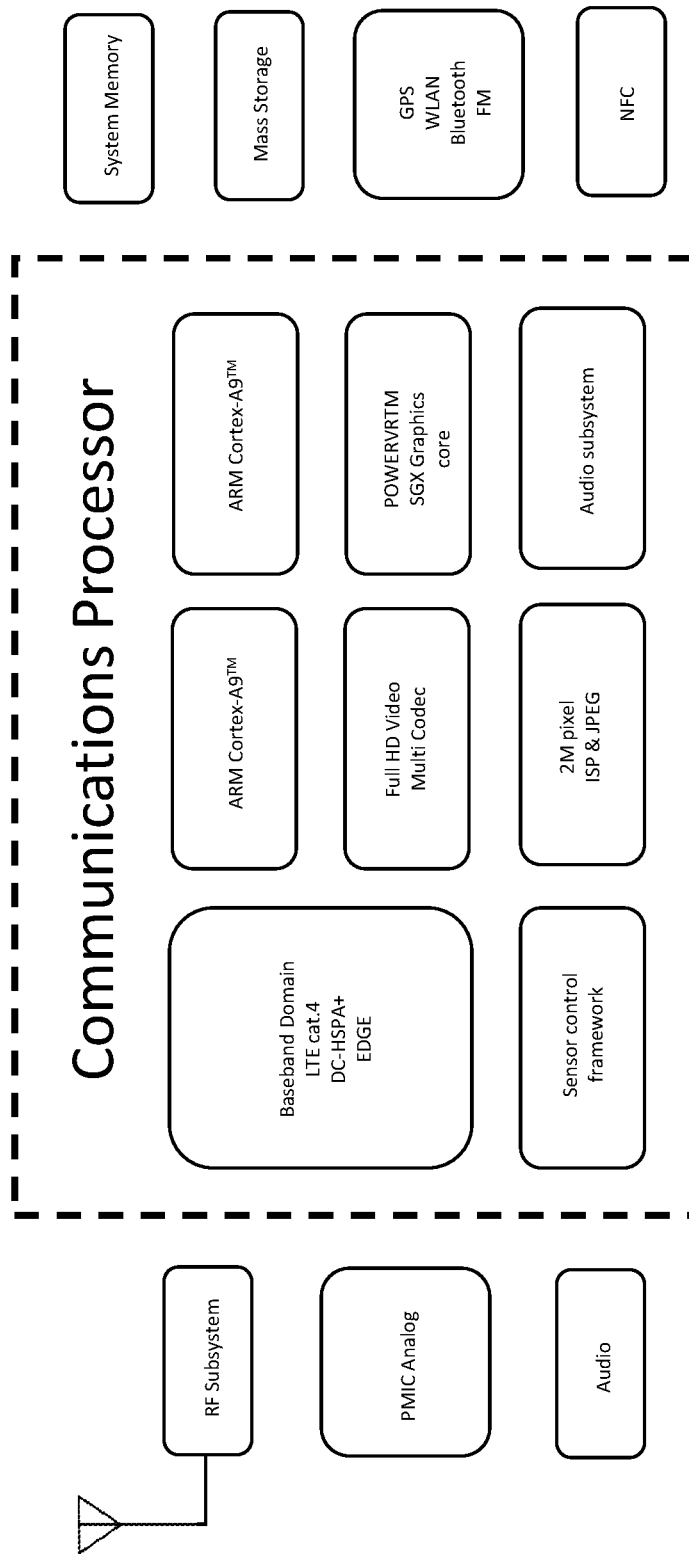 Communications Processor
RF Subsystem
PMIC Analog
Audio
Baseband Domain
LTE cat.4
DC-HSPA+
EDGE
ARM Cortex-A9™
ARM Cortex-A9™
Full HD Video
Multi Codec
POWERVRTM
SGX Graphics
core
Sensor control
framework
2M pixel
ISP & JPEG
Audio subsystem
System Memory
Mass Storage
GPS
WLAN
Bluetooth
FM
NFC